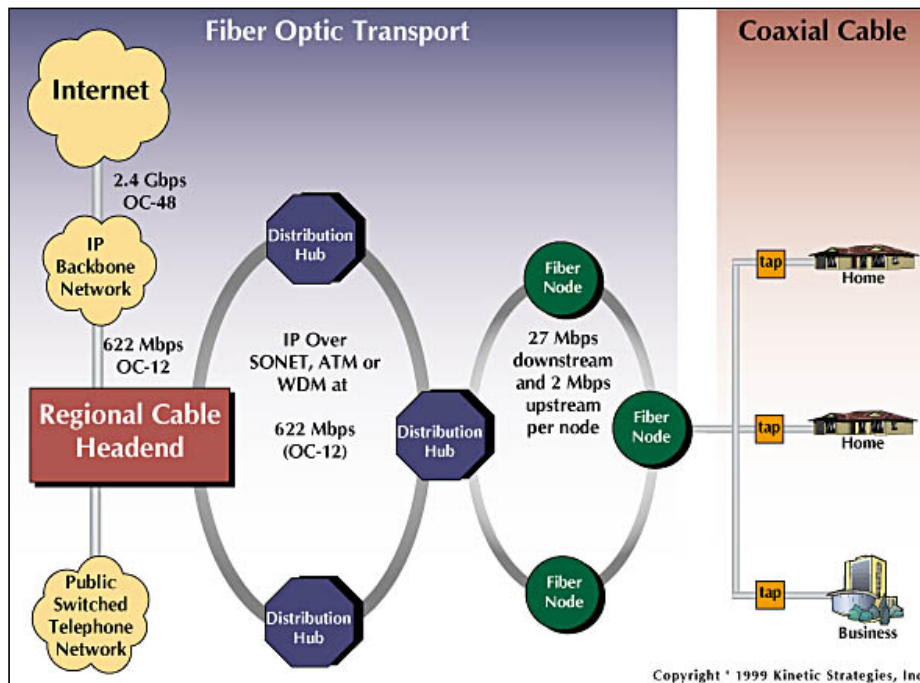 Fiber Optic Transport
Coaxial Cable
Internet
2.4 Gbps
OC-48
IP
Backbone
Network
622 Mbps
OC-12
Regional Cable
Headend
Public
Switched
Telephone
Network
Distribution
Hub
IP Over
SONET, ATM or
WDM at
622 Mbps
(OC-12)
Distribution
Hub
Distribution
Hub
Fiber
Node
27 Mbps
downstream
and 2 Mbps
upstream
per node
Fiber
Node
Fiber
Node
tap
Home
tap
Home
tap
Business
Copyright ' 1999 Kinetic Strategies, Inc